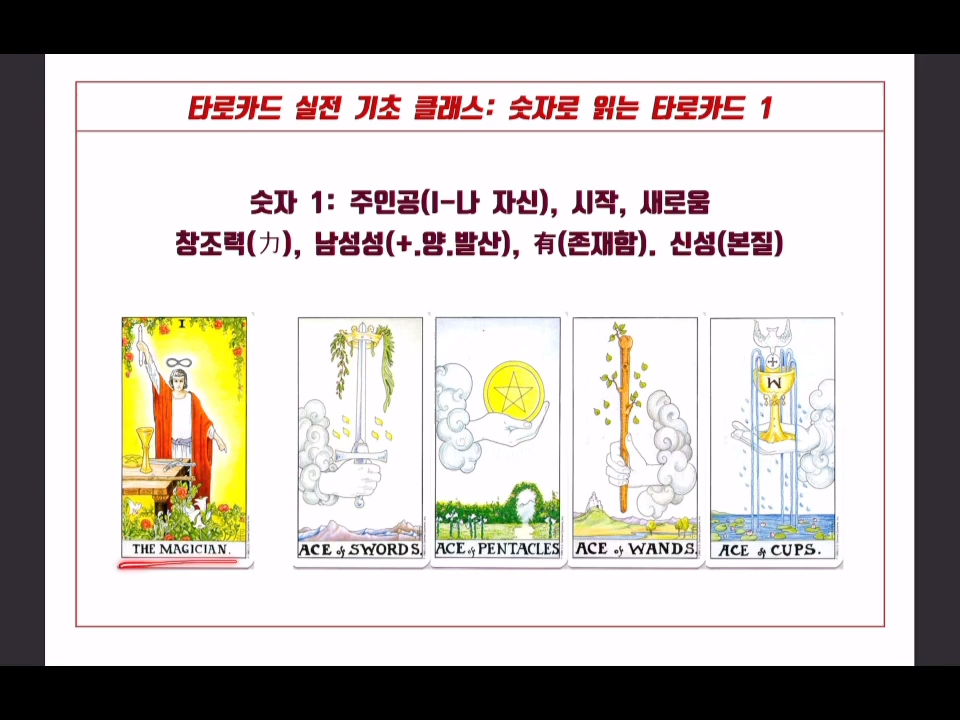 타로카드 실전 기초 클래스: 숫자로 읽는 타로카드 1
숫자 1: 주인공(I-나 자신), 시작, 새로움
창조력(力), 남성성(+.양.발산), 有(존재함). 신성(본질)
I
W
THE MAGICIAN.
ACE of SWORDS.
ACE of PENTACLES
ACE of WANDS.
ACE of CUPS.